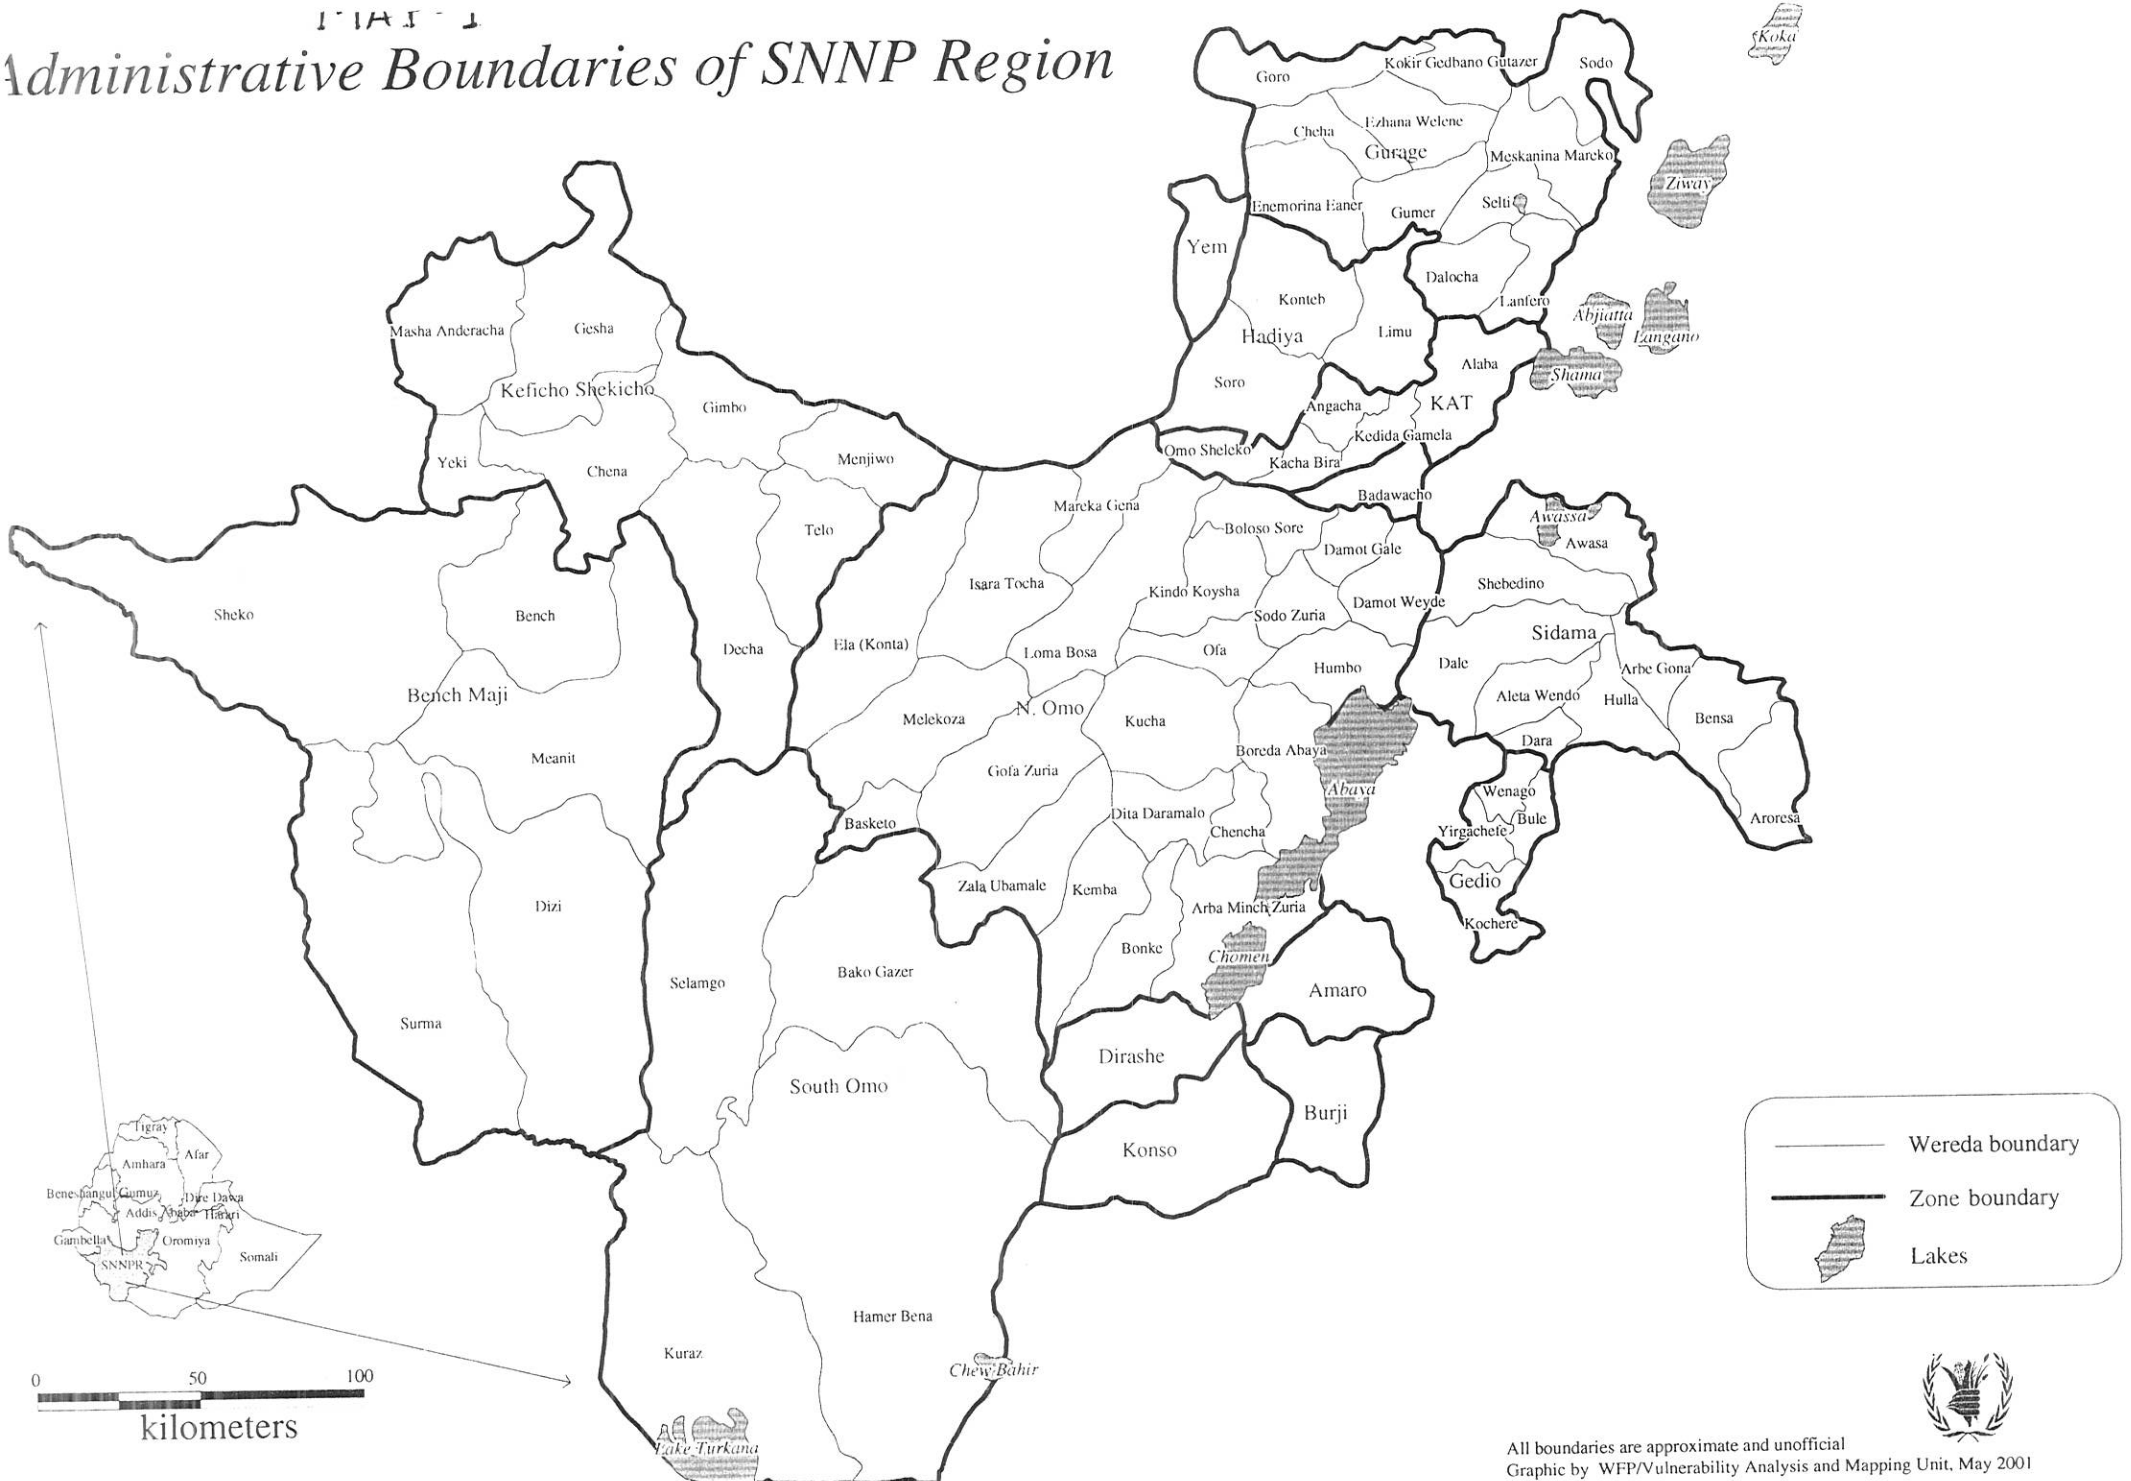 MAP - 1
Administrative Boundaries of SNNP Region
Koka
Goro
Kokir Gedbano Gutazer
Sodo
Cheha
Ezhana Welene
Gurage
Meskanina Mareko
Ziway
Enemorina Eaner
Gumer
Selti
Yem
Dalocha
Konteb
Lanfero
Abjiatta
Langano
Hadiya
Limu
Alaba
Shama
Soro
Angacha
KAT
Kedida Gamela
Omo Sheleko
Kacha Bira
Badawacho
Masha Anderacha
Gesha
Keficho Shekicho
Gimbo
Yeki
Chena
Menjiwo
Telo
Decha
Sheko
Bench
Bench Maji
Meanit
Dizi
Surma
Mareka Gena
Boloso Sore
Damot Gale
Isara Tocha
Kindo Koysha
Damot Weyde
Sodo Zuria
Ela (Konta)
Loma Bosa
Ofa
Humbo
Melekoza
N. Omo
Kucha
Boreda Abaya
Gofa Zuria
Abaya
Basketo
Dita Daramalo
Chencha
Zala Ubamale
Kemba
Arba Minch Zuria
Bonke
Chomen
Awassa
Awasa
Shebedino
Sidama
Dale
Arbe Gona
Aleta Wendo
Hulla
Bensa
Dara
Aroresa
Wenago
Bule
Yirgachefe
Gedio
Kochere
Selamgo
Bako Gazer
South Omo
Amaro
Dirashe
Burji
Konso
Hamer Bena
Kuraz
Chew Bahir
Lake Turkana
Tigray
Amhara
Afar
Beneshangul Gumuz
Dire Dawa
Addis Ababa
Harari
Gambella
Oromiya
SNNPR
Somali
0 50 100
kilometers
Wereda boundary
Zone boundary
Lakes
All boundaries are approximate and unofficial
Graphic by WFP/Vulnerability Analysis and Mapping Unit, May 2001